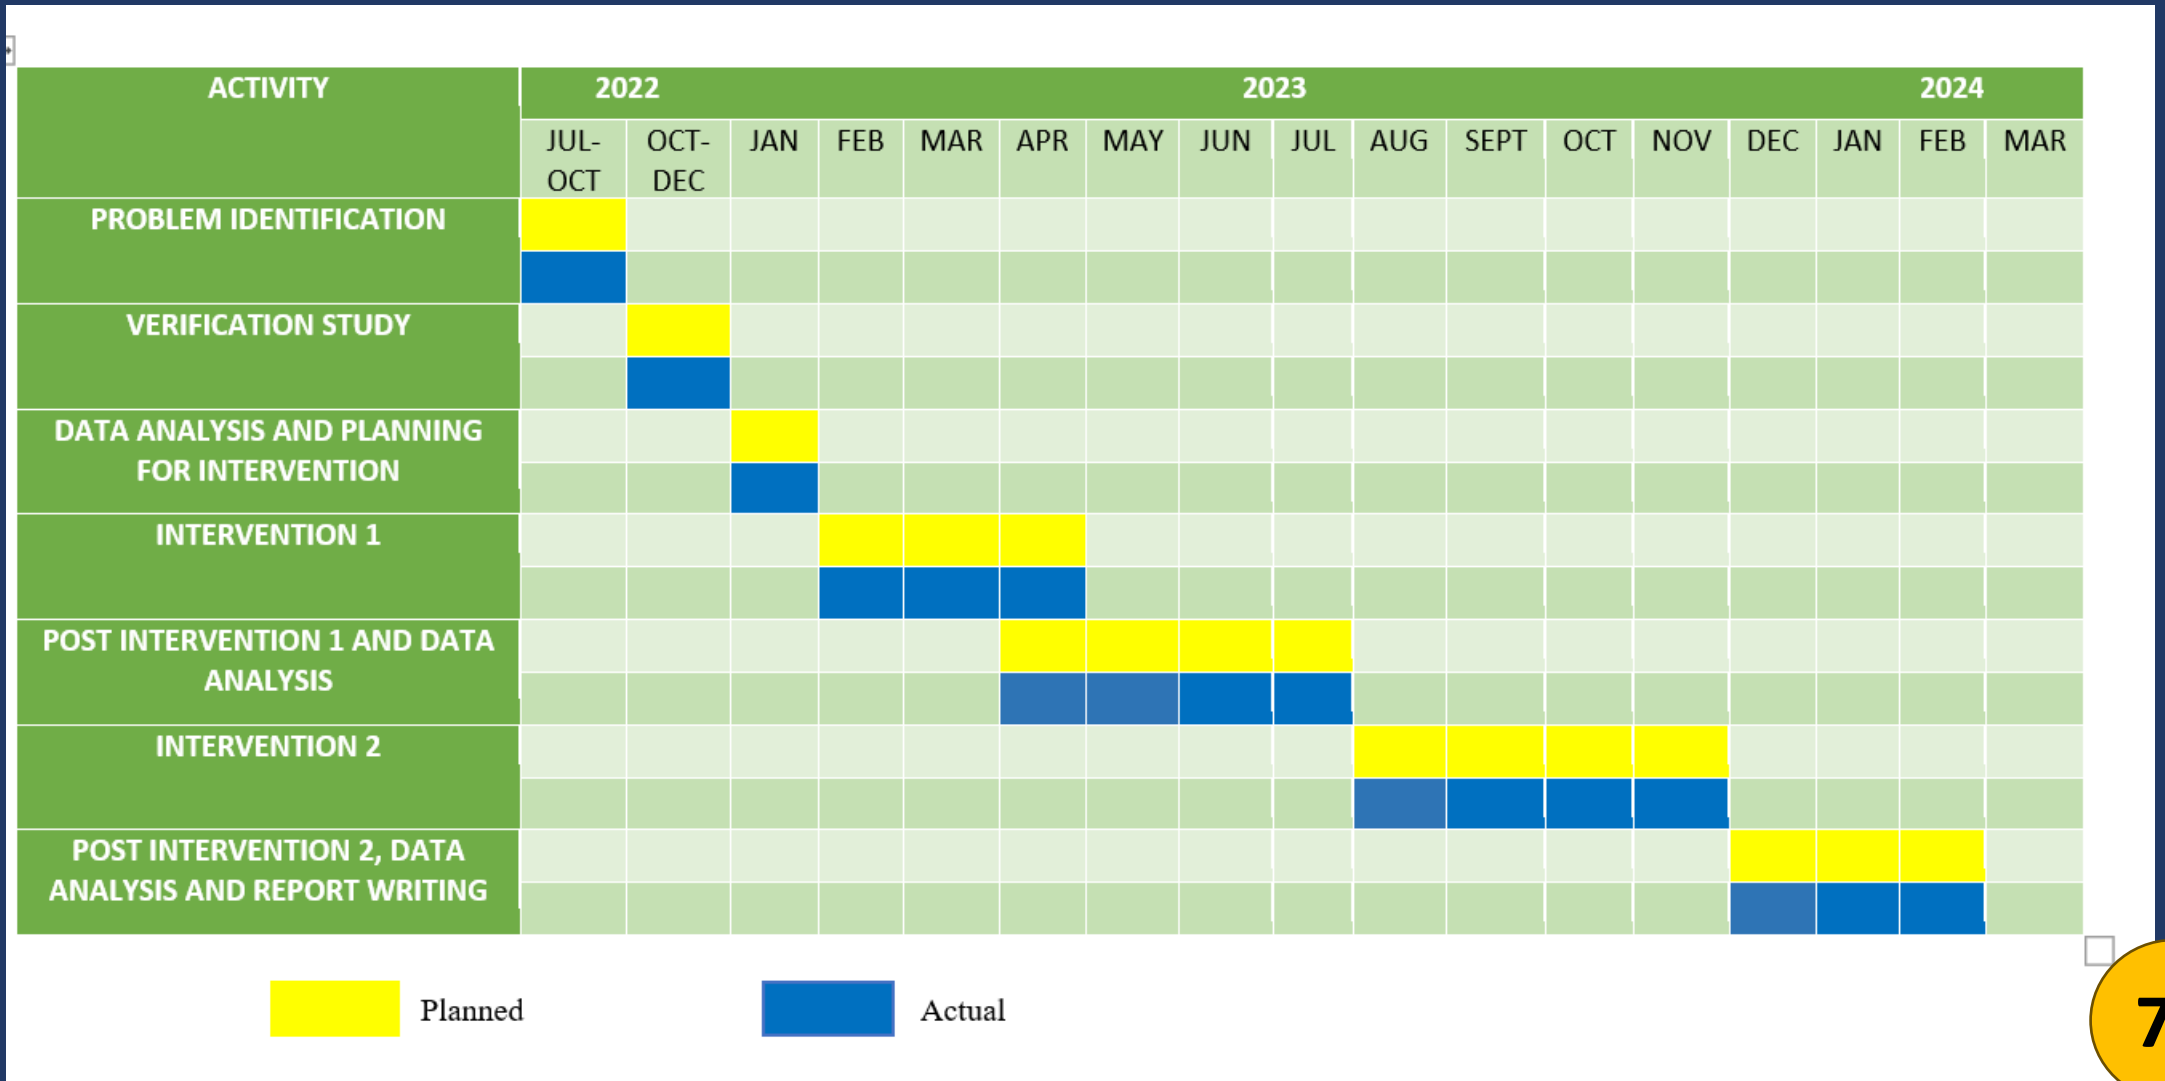 ACTIVITY 2022 2023 2024
JUL- OCT- JAN FEB MAR APR MAY JUN JUL AUG SEPT OCT NOV DEC JAN FEB MAR
OCT DEC
PROBLEM IDENTIFICATION
VERIFICATION STUDY
DATA ANALYSIS AND PLANNING
FOR INTERVENTION
INTERVENTION 1
POST INTERVENTION 1 AND DATA
ANALYSIS
INTERVENTION 2
POST INTERVENTION 2, DATA
ANALYSIS AND REPORT WRITING
Planned Actual
7